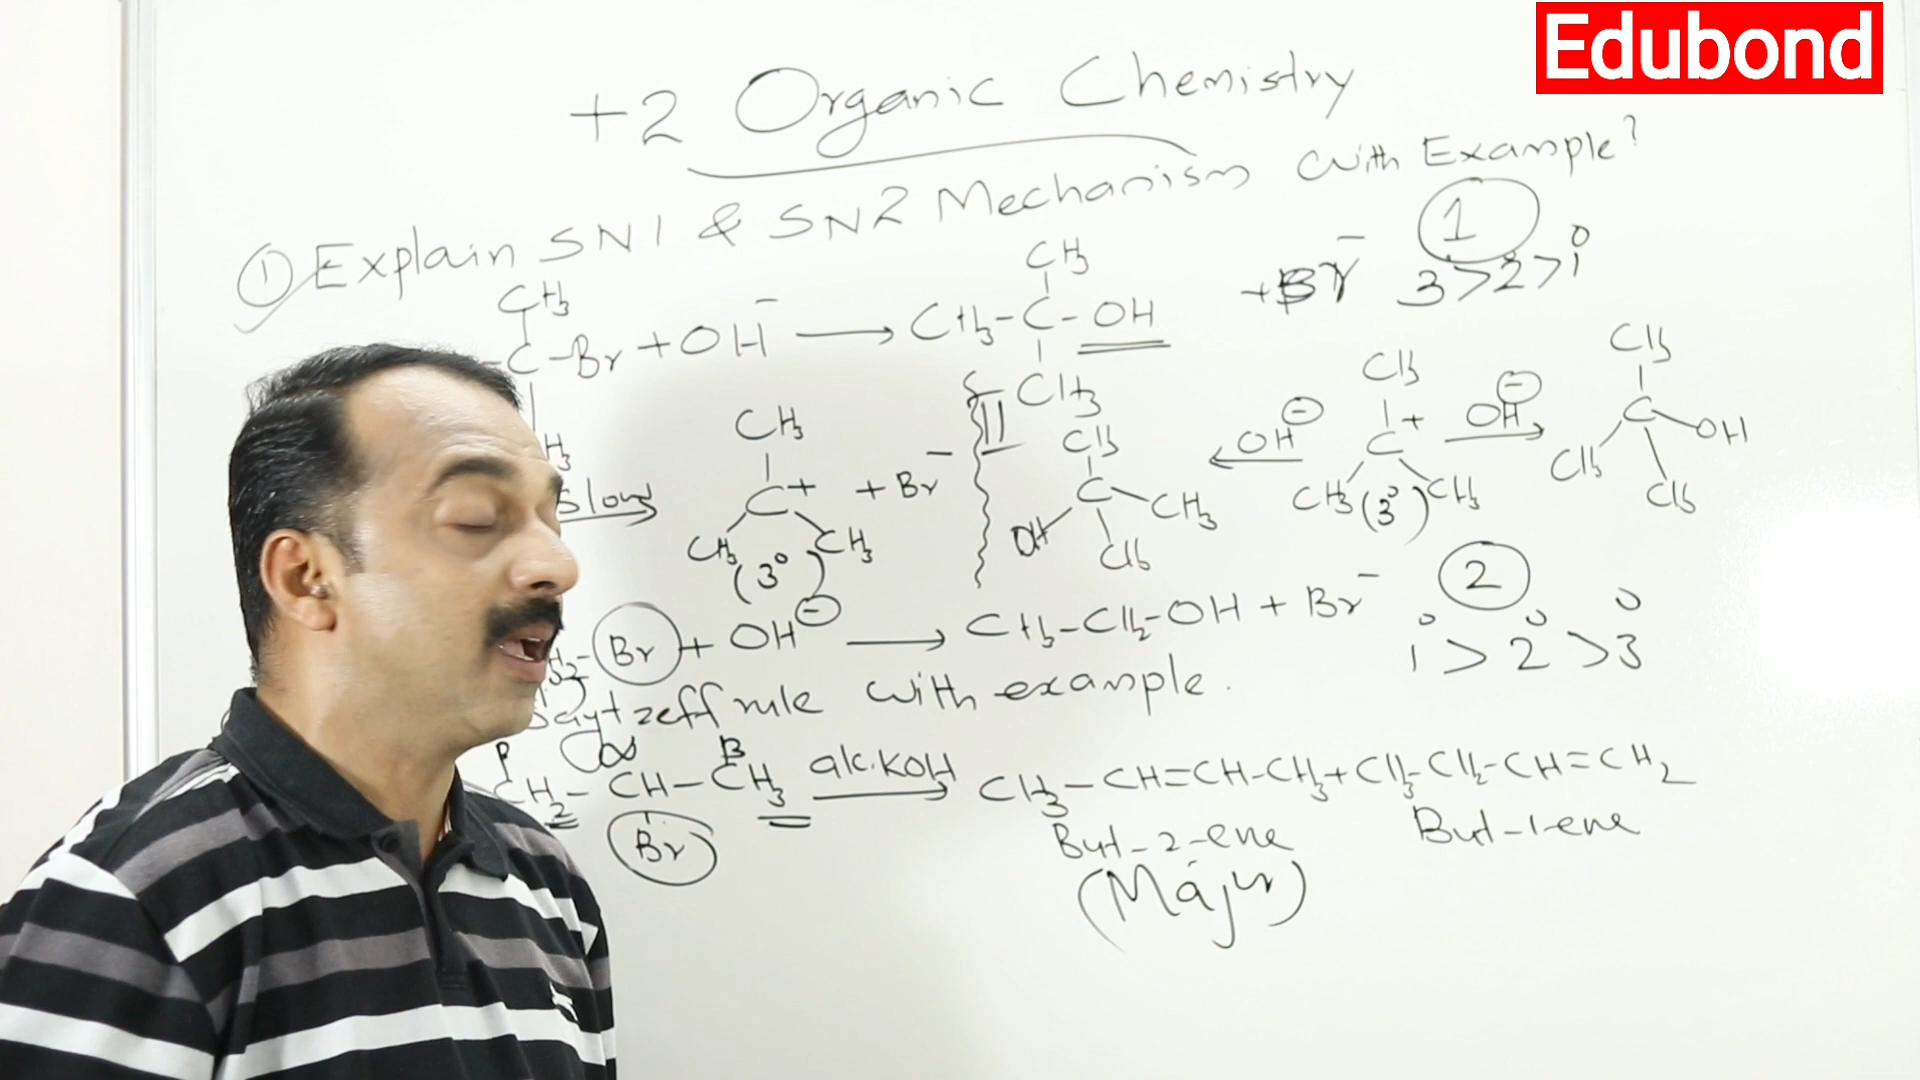 Edubond
+2 Organic Chemistry
① Explain SN1 & SN2 Mechanism with Example?
CH3 CH3 1
C-Br + OH⁻ → CH3-C-OH + Br⁻ 3>2>1°
H3 CH3
CH3 CH3 CH3 CH3
Slow C+ + Br⁻ C ← OH⁻ C+ OH⁻ → C OH
CH3 CH3 OH CH3 CH3 CH3 CH3 CH3 CH3
(3°) (3°)
2
Br + OH⁻ → CH3-CH2-OH + Br⁻ 1° > 2° > 3°
Saytzeff rule with example.
β α β
CH2-CH-CH3 alc.KOH → CH3-CH=CH-CH3 + CH3-CH2-CH=CH2
Br But-2-ene But-1-ene
(Major)